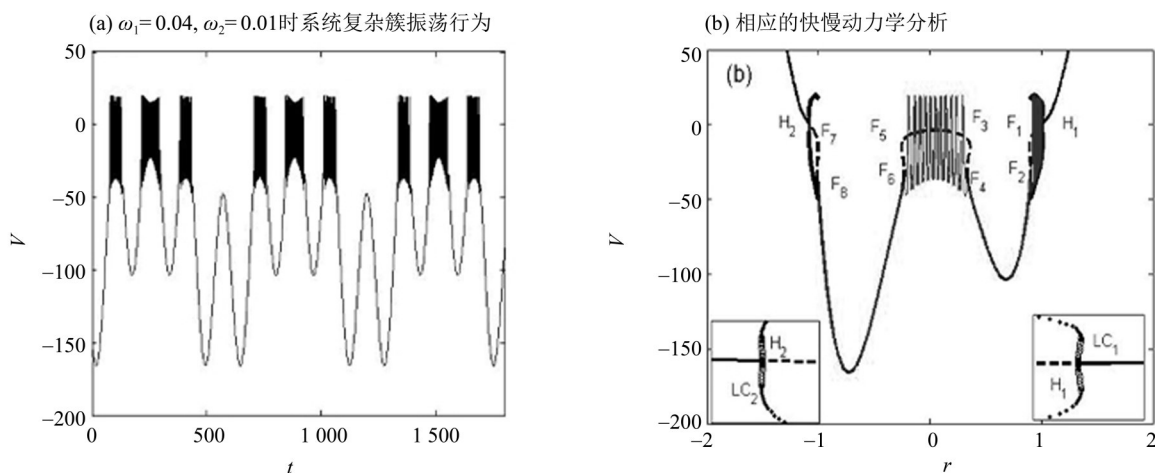 (a) ω₁= 0.04, ω₂= 0.01时系统复杂簇振荡行为
50
0
−50
−100
−150
−200
V
0
500
1 000
1 500
t
(b) 相应的快慢动力学分析
(b)
50
0
−50
−100
−150
−200
V
H₂
F₇
F₈
F₅
F₆
F₃
F₄
F₁
F₂
H₁
H₂
LC₂
LC₁
H₁
−2
−1
0
1
2
r